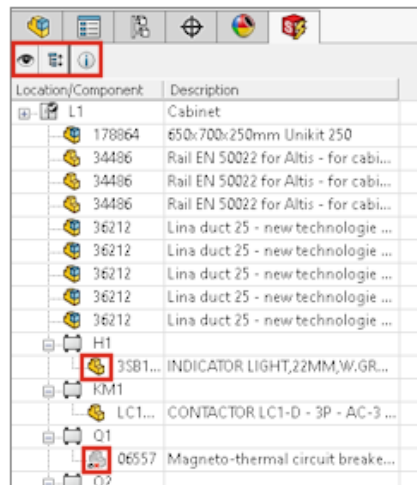 Location/Component Description
L1 Cabinet
178864 650x700x250mm Unikit 250
34486 Rail EN 50022 for Altis - for cabi...
34486 Rail EN 50022 for Altis - for cabi...
34486 Rail EN 50022 for Altis - for cabi...
36212 Lina duct 25 - new technologie ...
36212 Lina duct 25 - new technologie ...
36212 Lina duct 25 - new technologie ...
36212 Lina duct 25 - new technologie ...
36212 Lina duct 25 - new technologie ...
H1
3SB1... INDICATOR LIGHT,22MM,W.GR...
KM1
LC1... CONTACTOR LC1-D - 3P - AC-3 ...
Q1
06557 Magneto-thermal circuit breake...
Q2